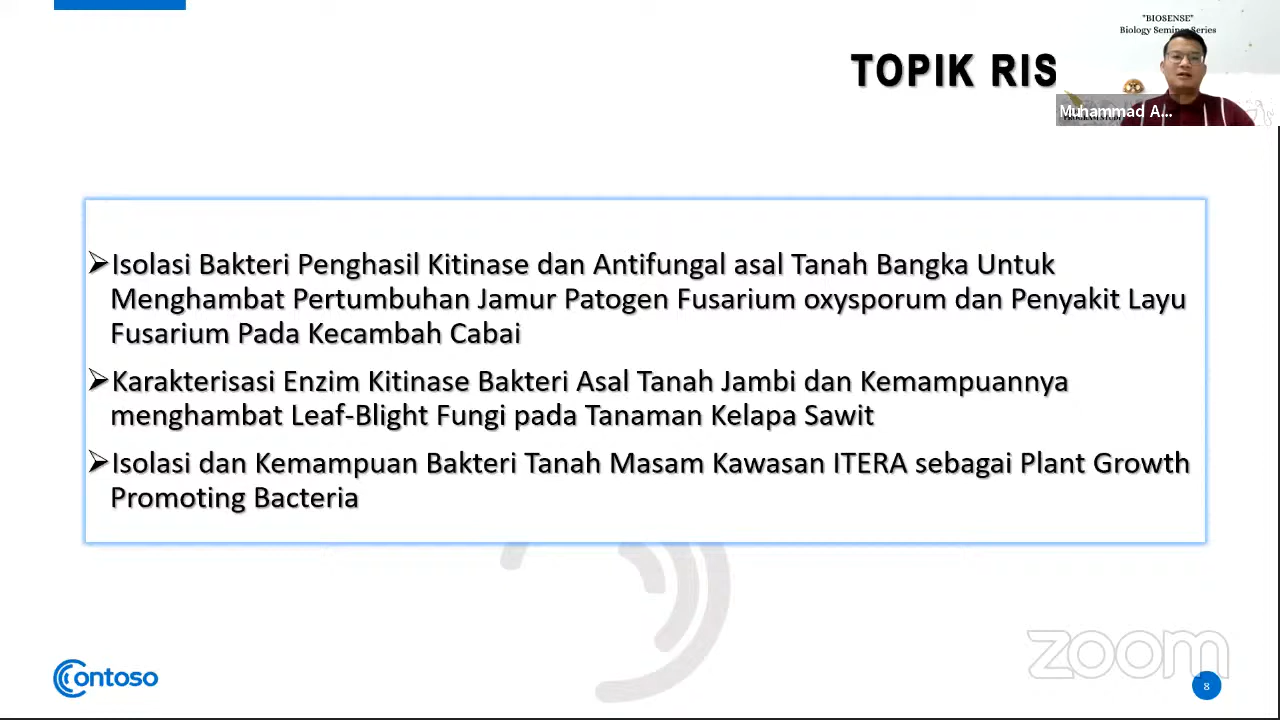 "BIOSENSE"
Biology Seminar Series
TOPIK RIS
Muhammad A...
PROGRAM STUDI
➢Isolasi Bakteri Penghasil Kitinase dan Antifungal asal Tanah Bangka Untuk
Menghambat Pertumbuhan Jamur Patogen Fusarium oxysporum dan Penyakit Layu
Fusarium Pada Kecambah Cabai
➢Karakterisasi Enzim Kitinase Bakteri Asal Tanah Jambi dan Kemampuannya
menghambat Leaf-Blight Fungi pada Tanaman Kelapa Sawit
➢Isolasi dan Kemampuan Bakteri Tanah Masam Kawasan ITERA sebagai Plant Growth
Promoting Bacteria
zoom
Contoso
8